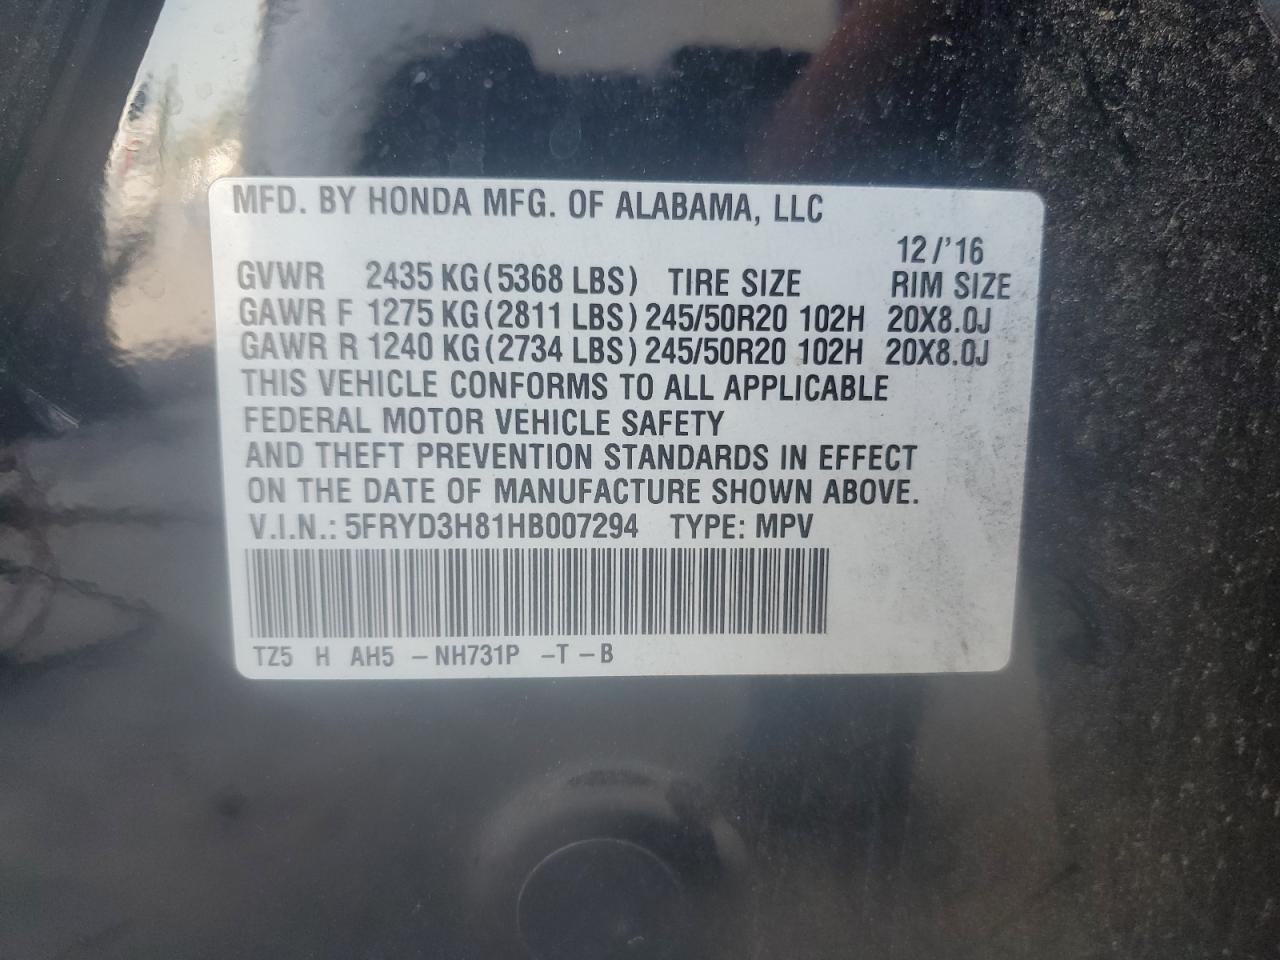 MFD. BY HONDA MFG. OF ALABAMA, LLC
12/'16
GVWR 2435 KG(5368 LBS) TIRE SIZE RIM SIZE
GAWR F 1275 KG(2811 LBS) 245/50R20 102H 20X8.0J
GAWR R 1240 KG(2734 LBS) 245/50R20 102H 20X8.0J
THIS VEHICLE CONFORMS TO ALL APPLICABLE
FEDERAL MOTOR VEHICLE SAFETY
AND THEFT PREVENTION STANDARDS IN EFFECT
ON THE DATE OF MANUFACTURE SHOWN ABOVE.
V.I.N.: 5FRYD3H81HB007294 TYPE: MPV
TZ5 H AH5 -NH731P -T -B